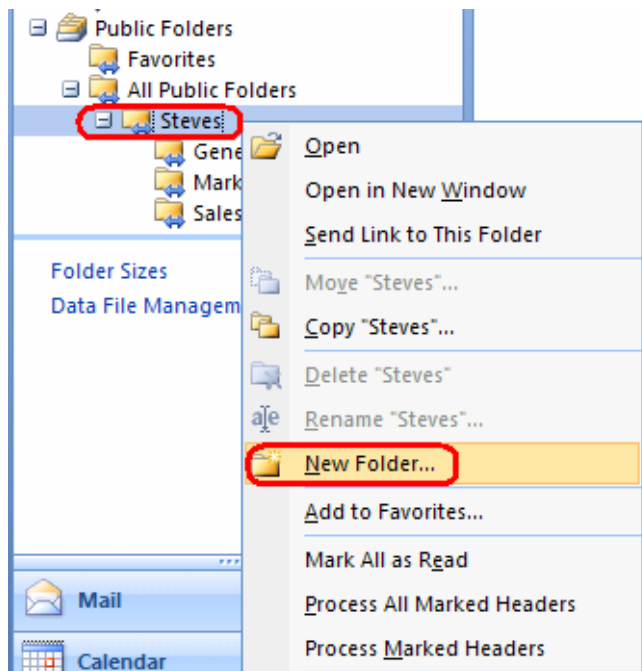 Public Folders
Favorites
All Public Folders
Steves
Gene
Mark
Sales
Folder Sizes
Data File Managem
Open
Open in New Window
Send Link to This Folder
Move "Steves"...
Copy "Steves"...
Delete "Steves"
Rename "Steves"...
New Folder...
Add to Favorites...
Mark All as Read
Process All Marked Headers
Process Marked Headers
Mail
Calendar